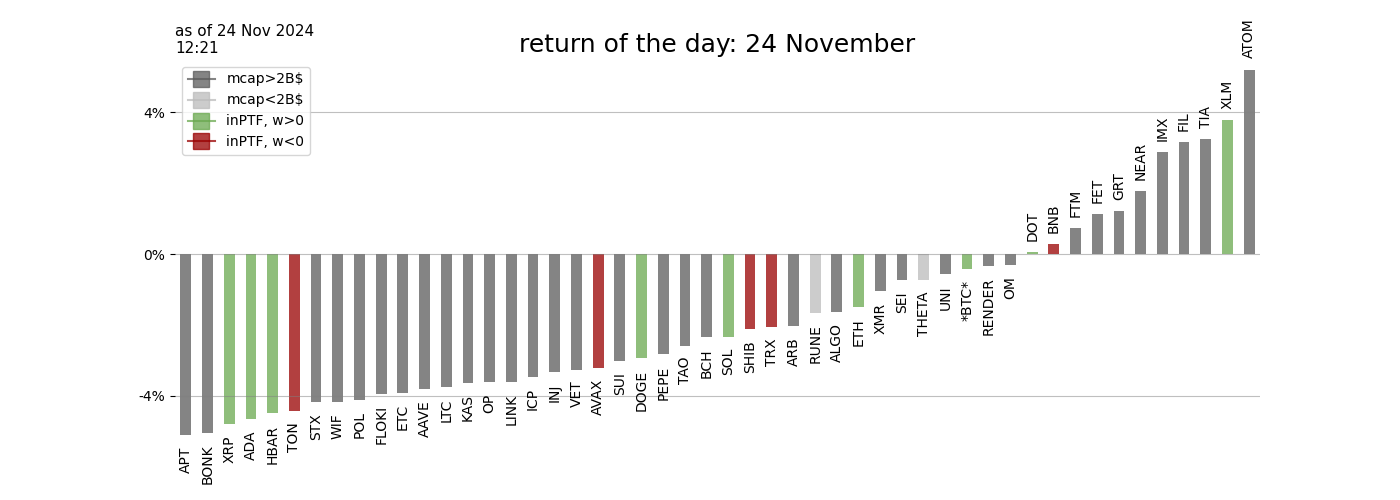 as of 24 Nov 2024
12:21
return of the day: 24 November
mcap>2B$
mcap<2B$
inPTF, w>0
inPTF, w<0
4%
0%
-4%
APT
BONK
XRP
ADA
HBAR
TON
STX
WIF
POL
FLOKI
ETC
AAVE
LTC
KAS
OP
LINK
ICP
INJ
VET
AVAX
SUI
DOGE
PEPE
TAO
BCH
SOL
SHIB
TRX
ARB
RUNE
ALGO
ETH
XMR
SEI
THETA
UNI
*BTC*
RENDER
OM
DOT
BNB
FTM
FET
GRT
NEAR
IMX
FIL
TIA
XLM
ATOM